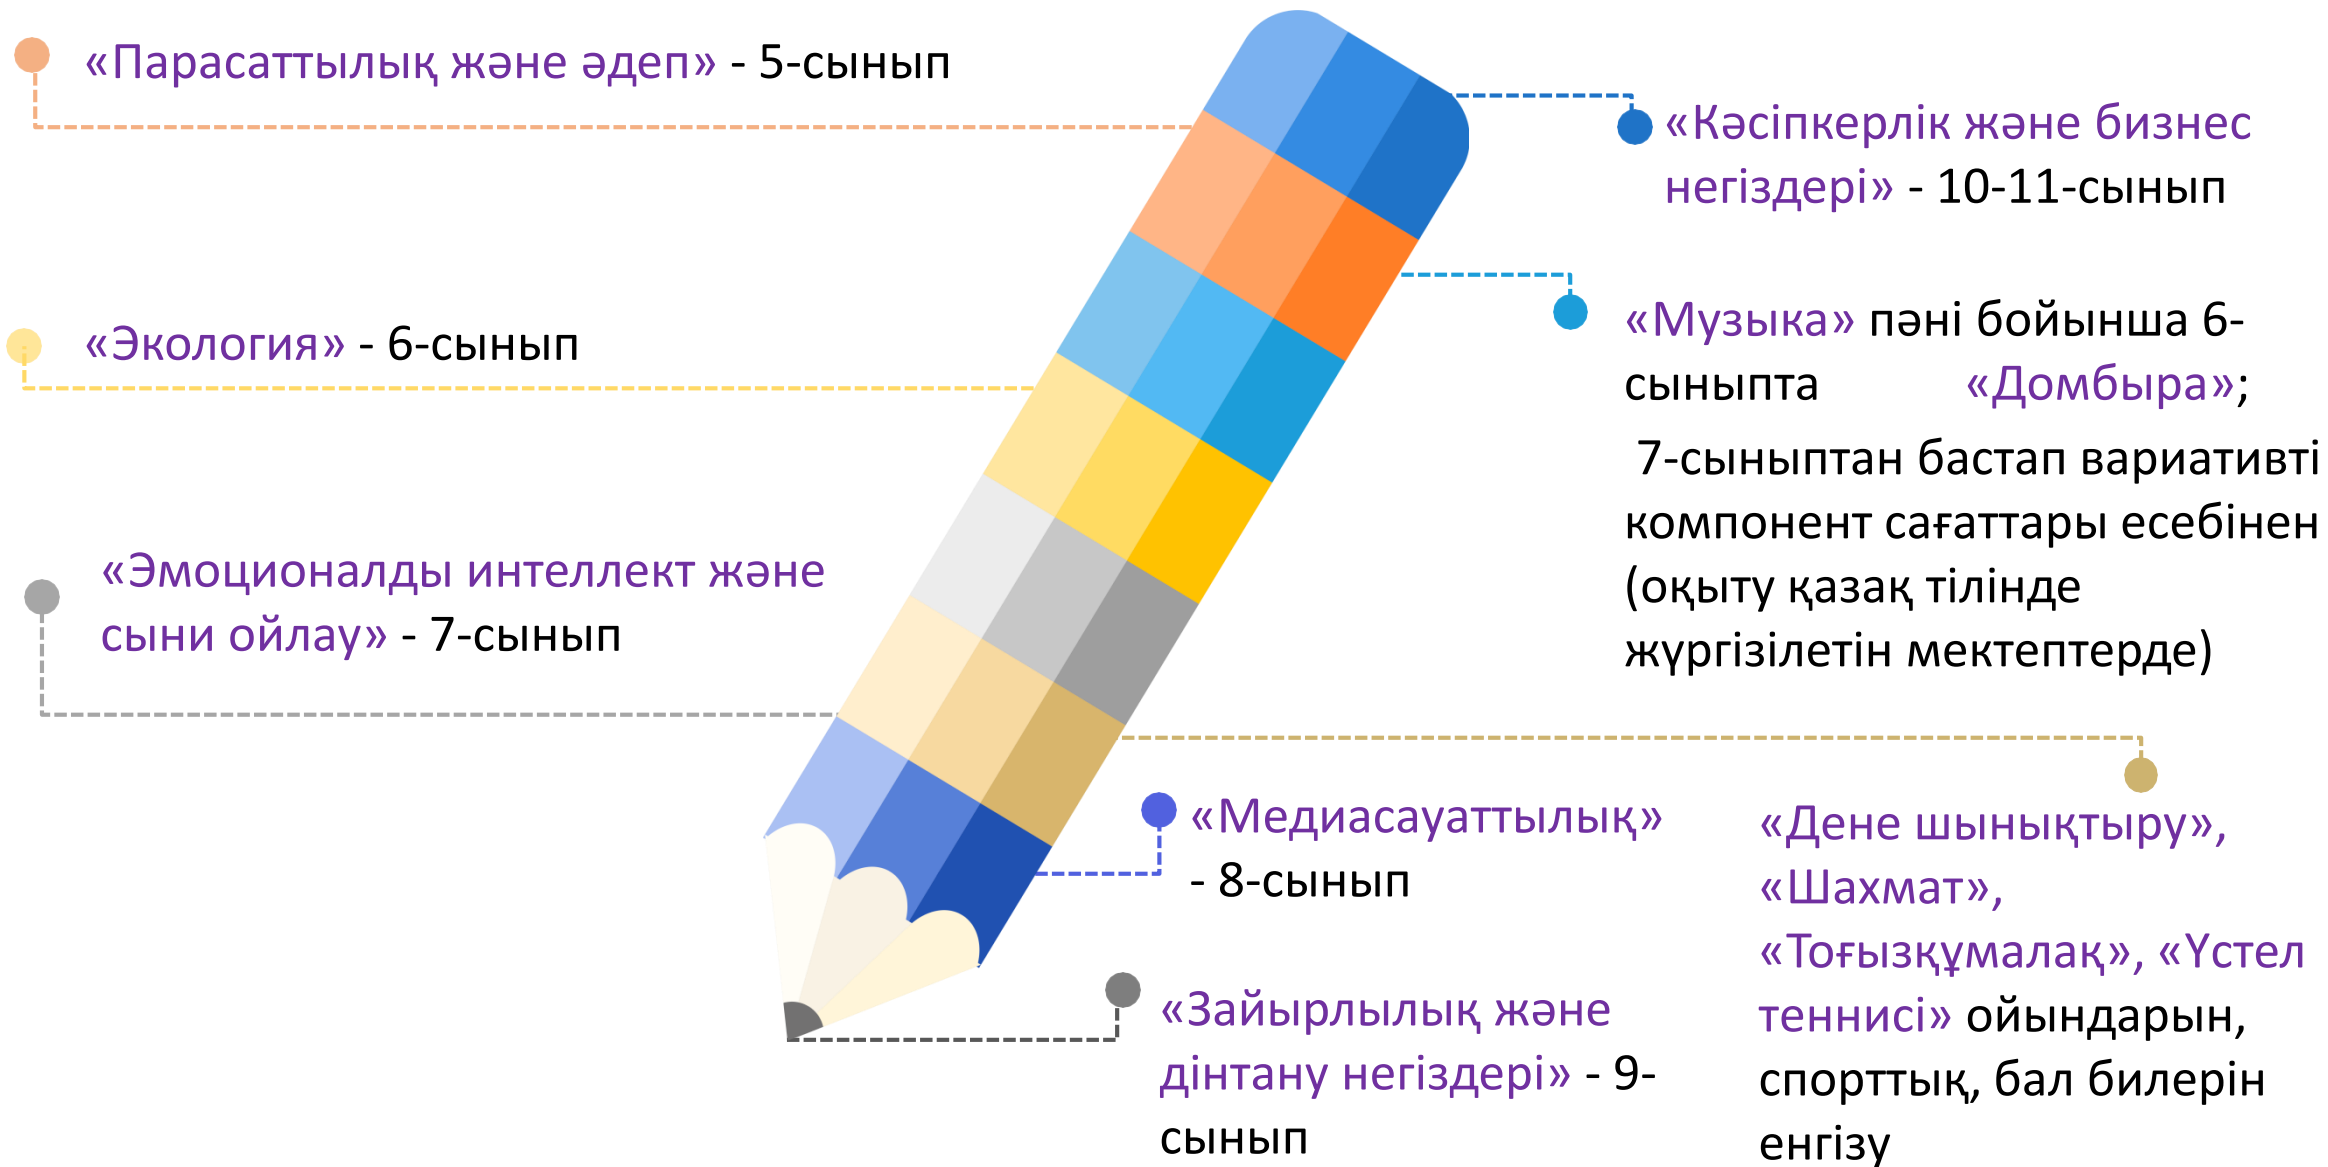 «Парасаттылық және әдеп» - 5-сынып
«Экология» - 6-сынып
«Эмоционалды интеллект және
сыни ойлау» - 7-сынып
«Кәсіпкерлік және бизнес
негіздері» - 10-11-сынып
«Музыка» пәні бойынша 6-
сыныпта «Домбыра»;
7-сыныптан бастап вариативті
компонент сағаттары есебінен
(оқыту қазақ тілінде
жүргізілетін мектептерде)
«Медиасауаттылық»
- 8-сынып
«Зайырлылық және
дінтану негіздері» - 9-
сынып
«Дене шынықтыру»,
«Шахмат»,
«Тоғызқұмалақ», «Үстел
теннисі» ойындарын,
спорттық, бал билерін
енгізу